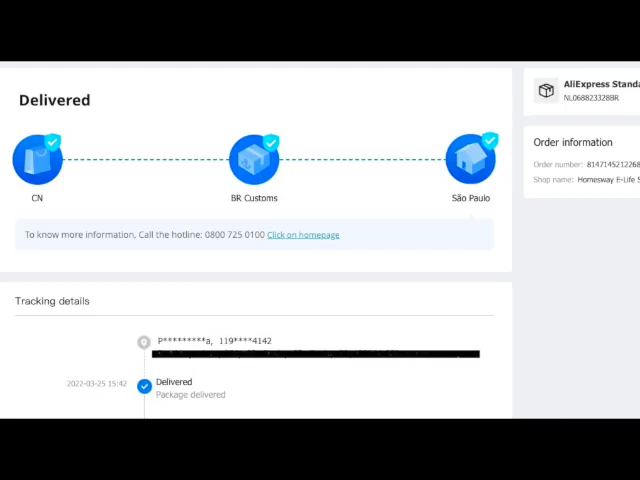 Delivered
CN
BR Customs
São Paulo
To know more information, Call the hotline: 0800 725 0100 Click on homepage
Tracking details
P*********a, 119****4142
2022-03-25 15:42
Delivered
Package delivered
AliExpress Standa
NL068823328BR
Order information
Order number: 8147145212268
Shop name: Homesway E-Life S